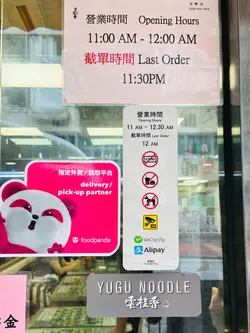 營業時間 Opening Hours
11:00 AM - 12:00 AM
截單時間 Last Order
11:30PM
營業時間
Opening Hours
11 AM - 12:30 AM
截單時間 Last Order
12 AM
指定外賣/自取平台
delivery/
pick-up partner
foodpanda
WeChat Pay
Alipay
YUGU NOODLE
雲桂香
金